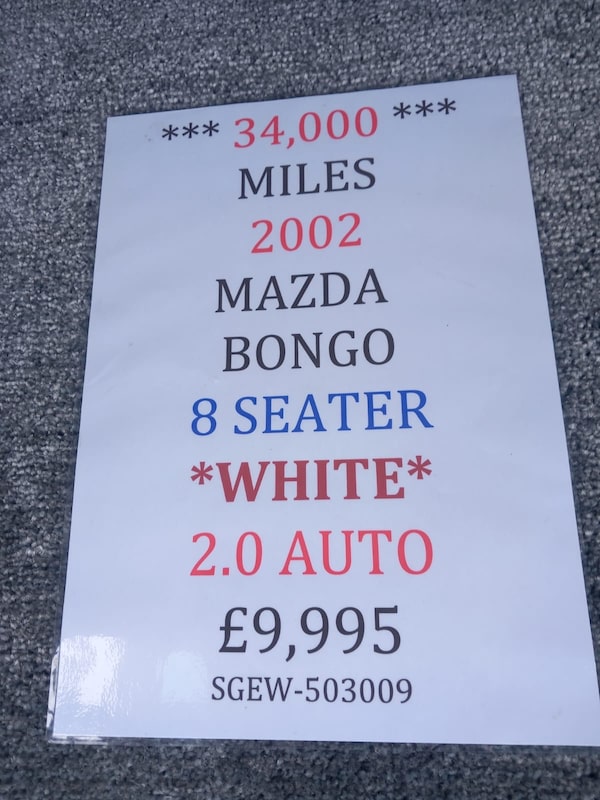 *** 34,000 ***
MILES
2002
MAZDA
BONGO
8 SEATER
*WHITE*
2.0 AUTO
£9,995
SGEW-503009